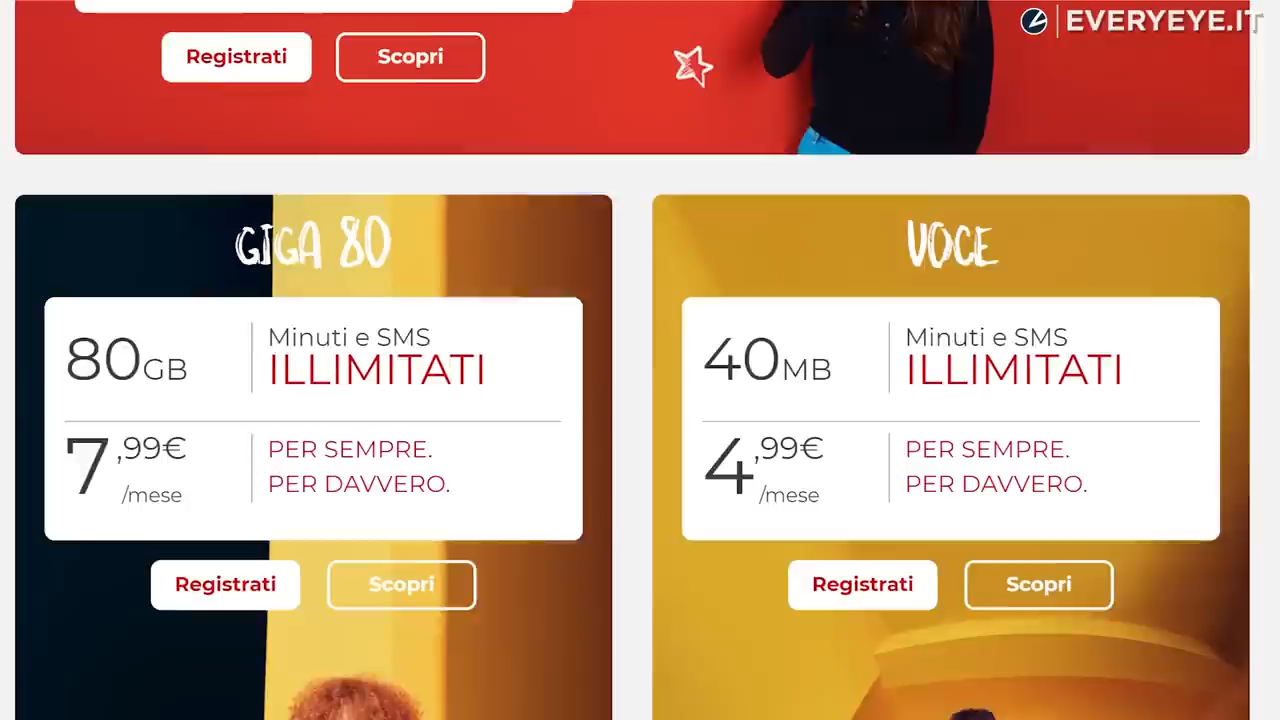 EVERYEYE.IT
Registrati
Scopri
GIGA 80
80GB
Minuti e SMS
ILLIMITATI
7,99€
/mese
PER SEMPRE.
PER DAVVERO.
Registrati
Scopri
VOCE
40MB
Minuti e SMS
ILLIMITATI
4,99€
/mese
PER SEMPRE.
PER DAVVERO.
Registrati
Scopri